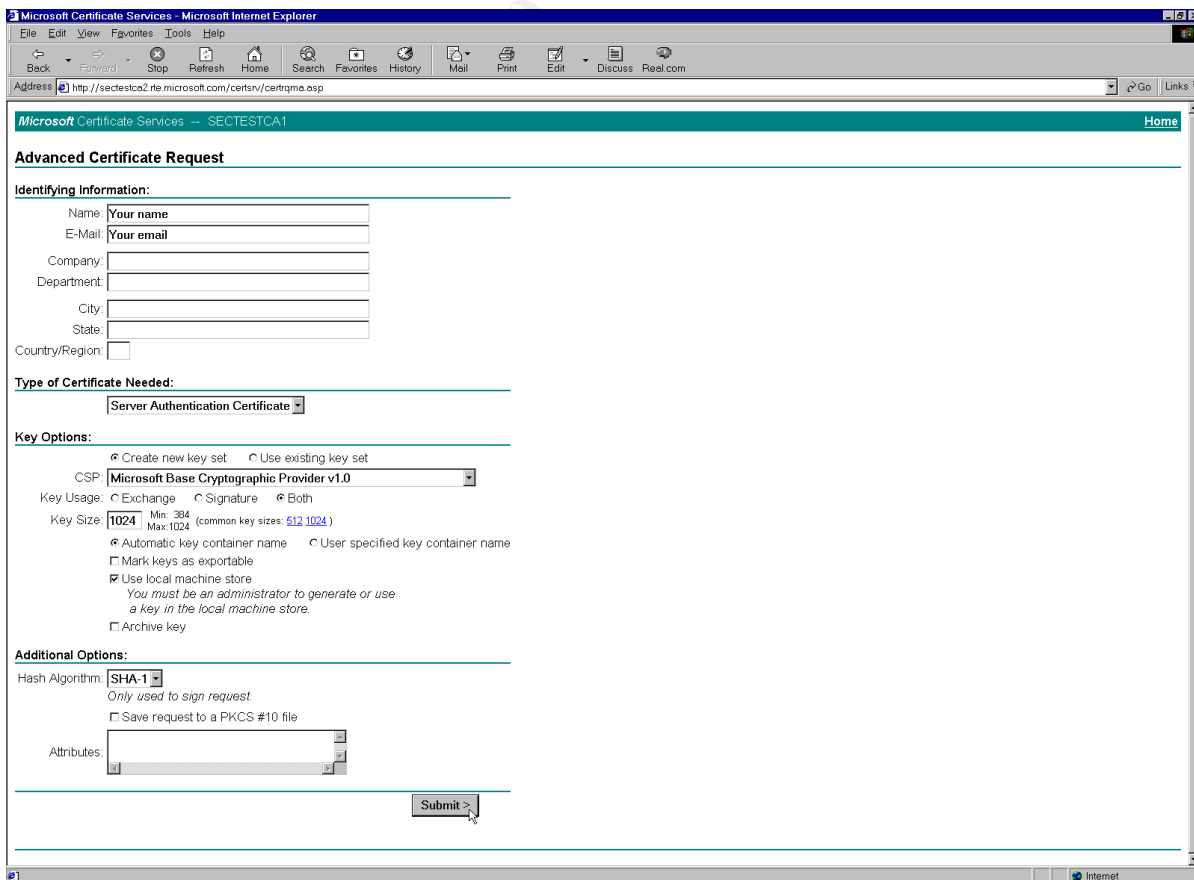 Microsoft Certificate Services - Microsoft Internet Explorer
File Edit View Favorites Tools Help
Back Forward Stop Refresh Home Search Favorites History Mail Print Edit Discuss Real.com
Address http://sectestca2.rte.microsoft.com/certsrv/certrqma.asp Go Links
Microsoft Certificate Services -- SECTESTCA1 Home
Advanced Certificate Request
Identifying Information:
Name: Your name
E-Mail: Your email
Company:
Department:
City:
State:
Country/Region:
Type of Certificate Needed:
Server Authentication Certificate
Key Options:
Create new key set Use existing key set
CSP: Microsoft Base Cryptographic Provider v1.0
Key Usage: Exchange Signature Both
Key Size: 1024 Min: 384 Max:1024 (common key sizes: 512 1024 )
Automatic key container name User specified key container name
Mark keys as exportable
Use local machine store
You must be an administrator to generate or use
a key in the local machine store.
Archive key
Additional Options:
Hash Algorithm: SHA-1
Only used to sign request.
Save request to a PKCS #10 file
Attributes:
Submit >
Internet